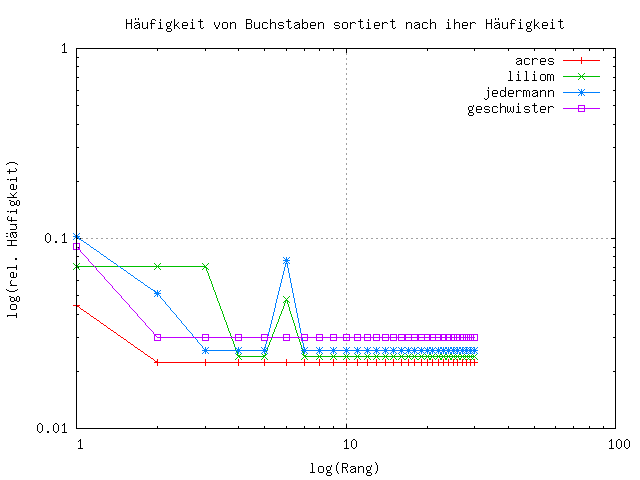 Häufigkeit von Buchstaben sortiert nach iher Häufigkeit
1
acres
liliom
jedermann
geschwister
log(rel. Häufigkeit)
0.1
0.01
1 10 100
log(Rang)